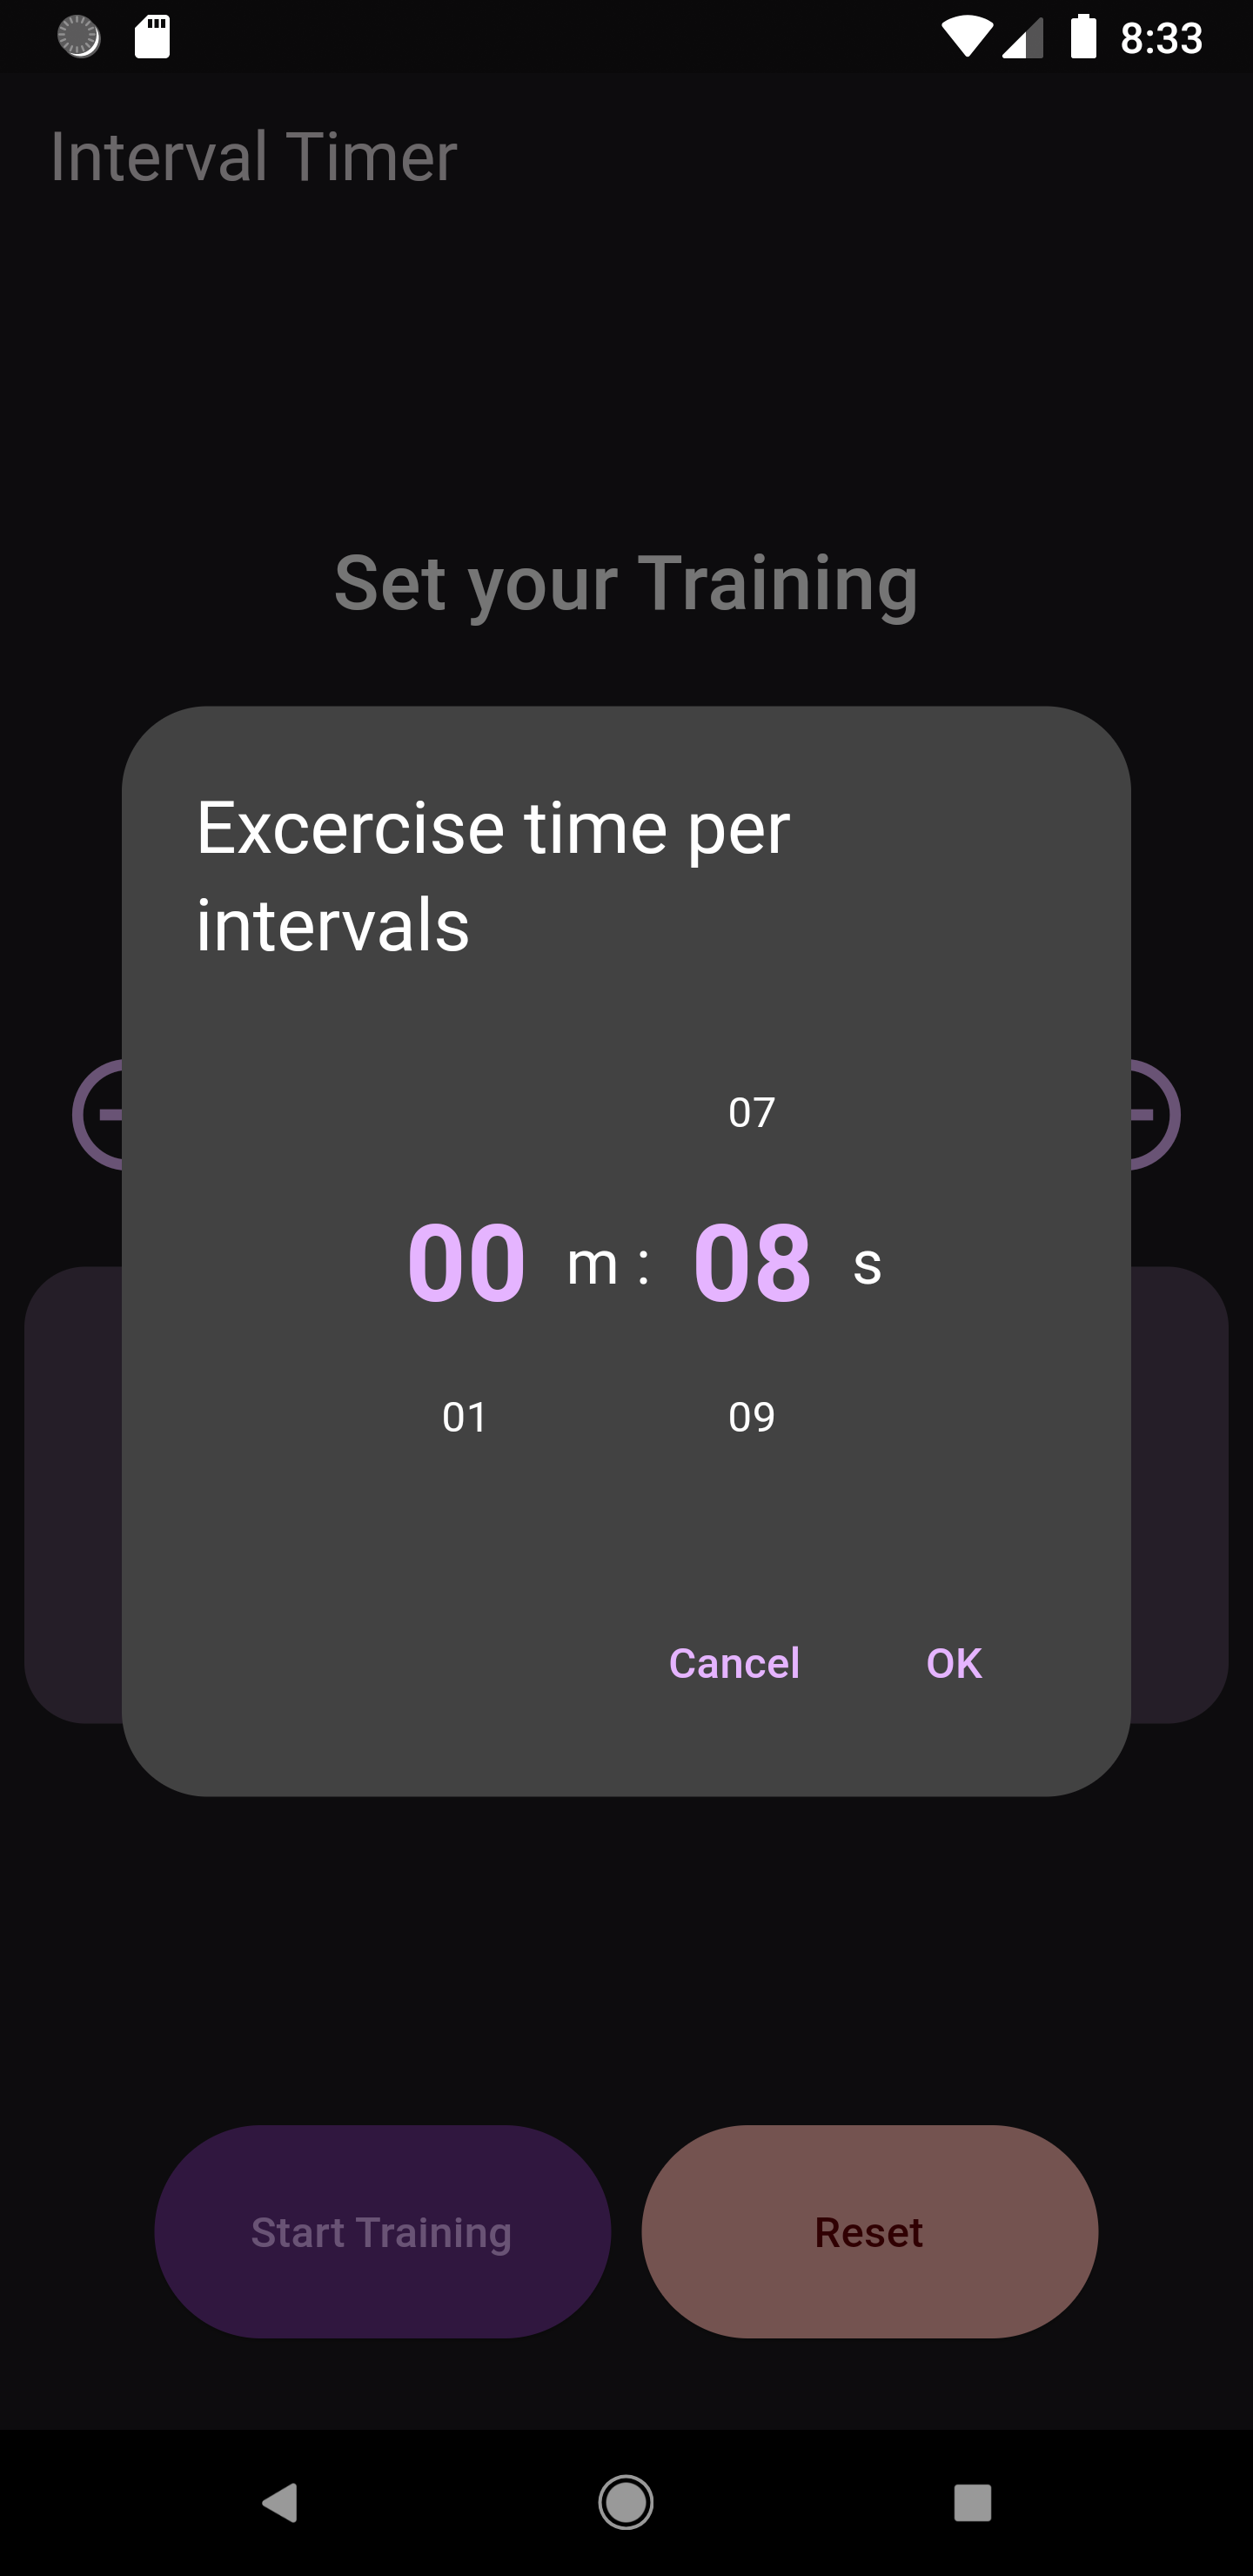 8:33
Interval Timer
Set your Training
Excercise time per
intervals
07
00 m : 08 s
01 09
Cancel OK
Start Training Reset